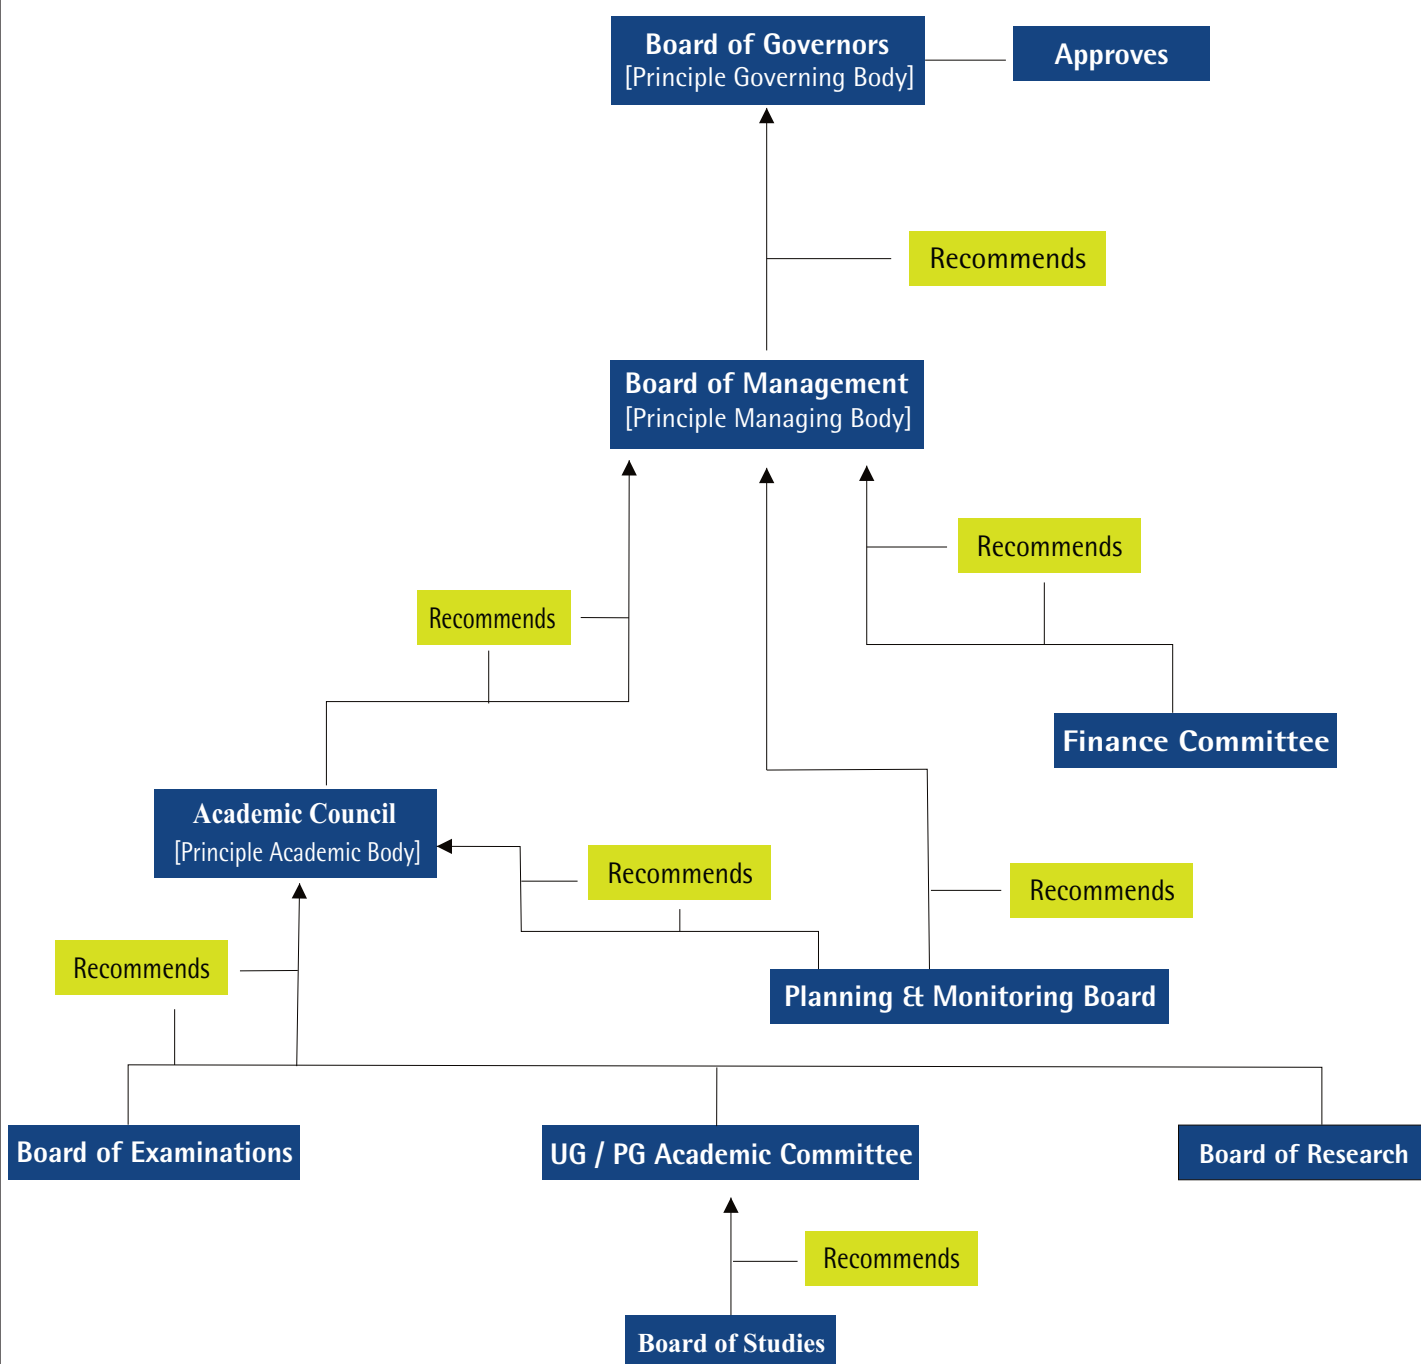 Board of Governors
[Principle Governing Body]
Approves
Recommends
Board of Management
[Principle Managing Body]
Recommends
Recommends
Finance Committee
Academic Council
[Principle Academic Body]
Recommends
Recommends
Recommends
Planning & Monitoring Board
Board of Examinations
UG / PG Academic Committee
Board of Research
Recommends
Board of Studies